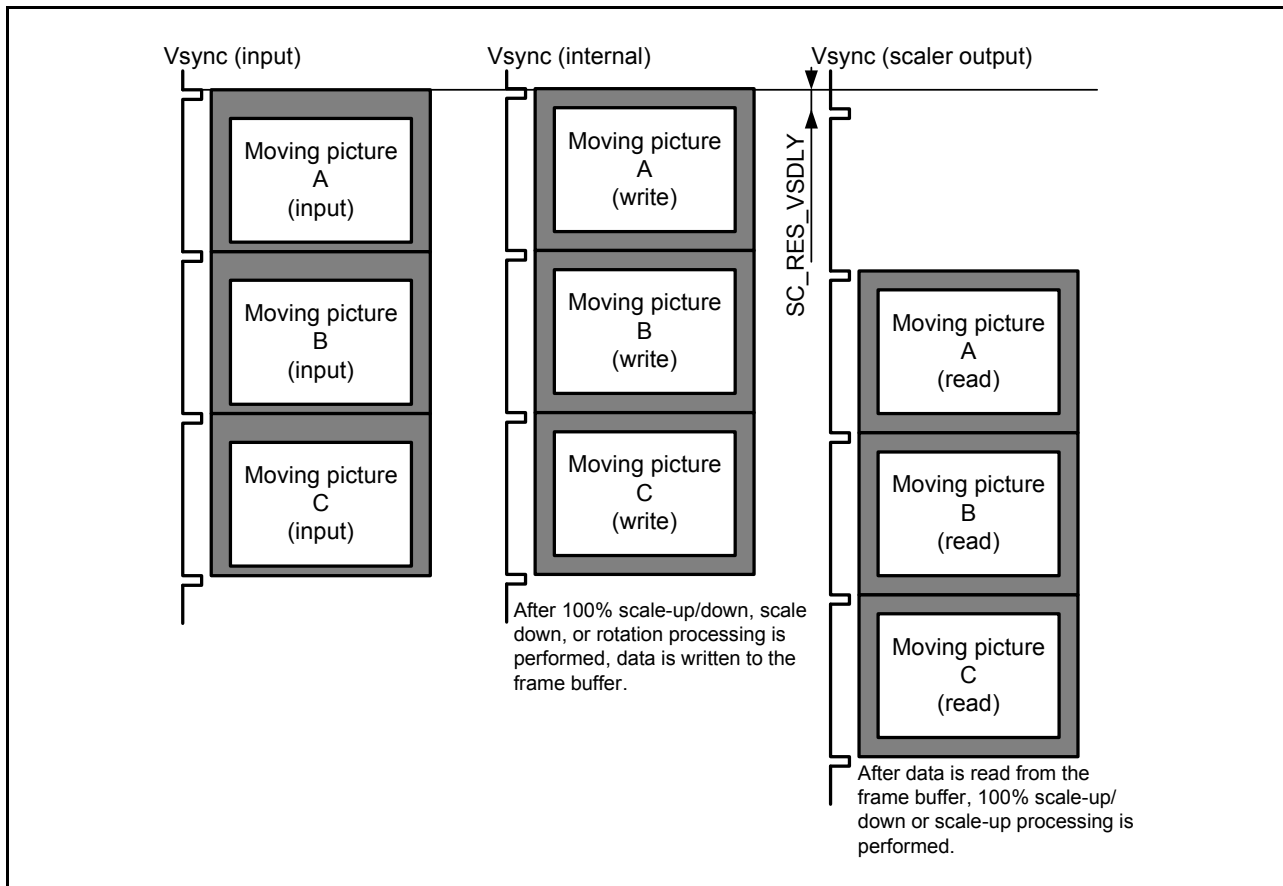 Vsync (input)
Vsync (internal)
Vsync (scaler output)
SC_RES_VSDLY
Moving picture
A
(input)
Moving picture
B
(input)
Moving picture
C
(input)
Moving picture
A
(write)
Moving picture
B
(write)
Moving picture
C
(write)
After 100% scale-up/down, scale
down, or rotation processing is
performed, data is written to the
frame buffer.
Moving picture
A
(read)
Moving picture
B
(read)
Moving picture
C
(read)
After data is read from the
frame buffer, 100% scale-up/
down or scale-up processing is
performed.